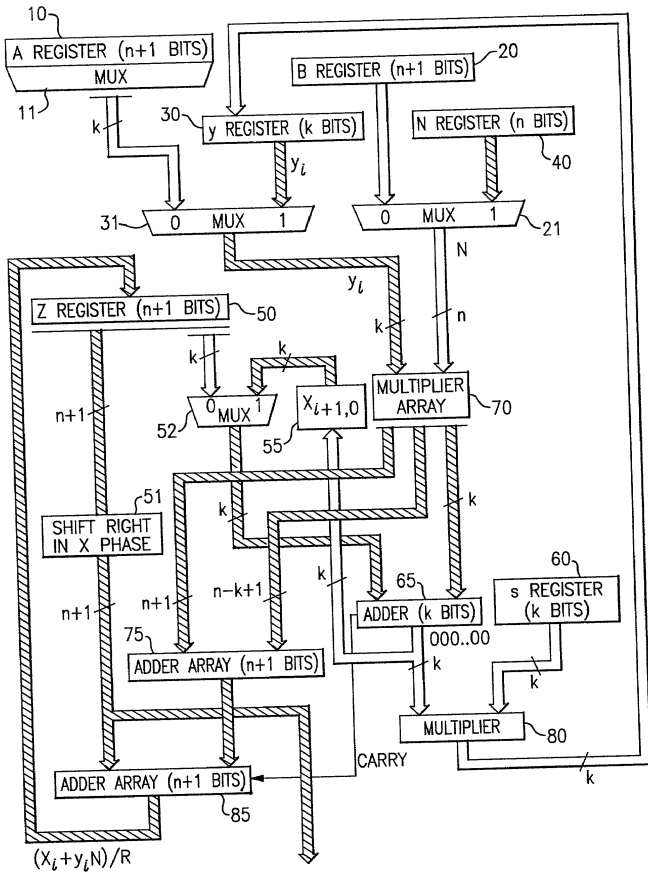 10
A REGISTER (n+1 BITS)
MUX
11
k
B REGISTER (n+1 BITS)
20
30
y REGISTER (k BITS)
N REGISTER (n BITS)
40
yi
31
0 MUX 1
0 MUX 1
21
N
yi
Z REGISTER (n+1 BITS)
50
k
k
k
n
n+1
0 MUX 1
52
Xi+1,0
55
MULTIPLIER
ARRAY
70
51
SHIFT RIGHT
IN X PHASE
k
k
60
n+1
n+1
n-k+1
k
65
ADDER (k BITS)
s REGISTER
(k BITS)
75
000..00
ADDER ARRAY (n+1 BITS)
k
k
MULTIPLIER
80
CARRY
k
ADDER ARRAY (n+1 BITS)
85
(Xi+yiN)/R